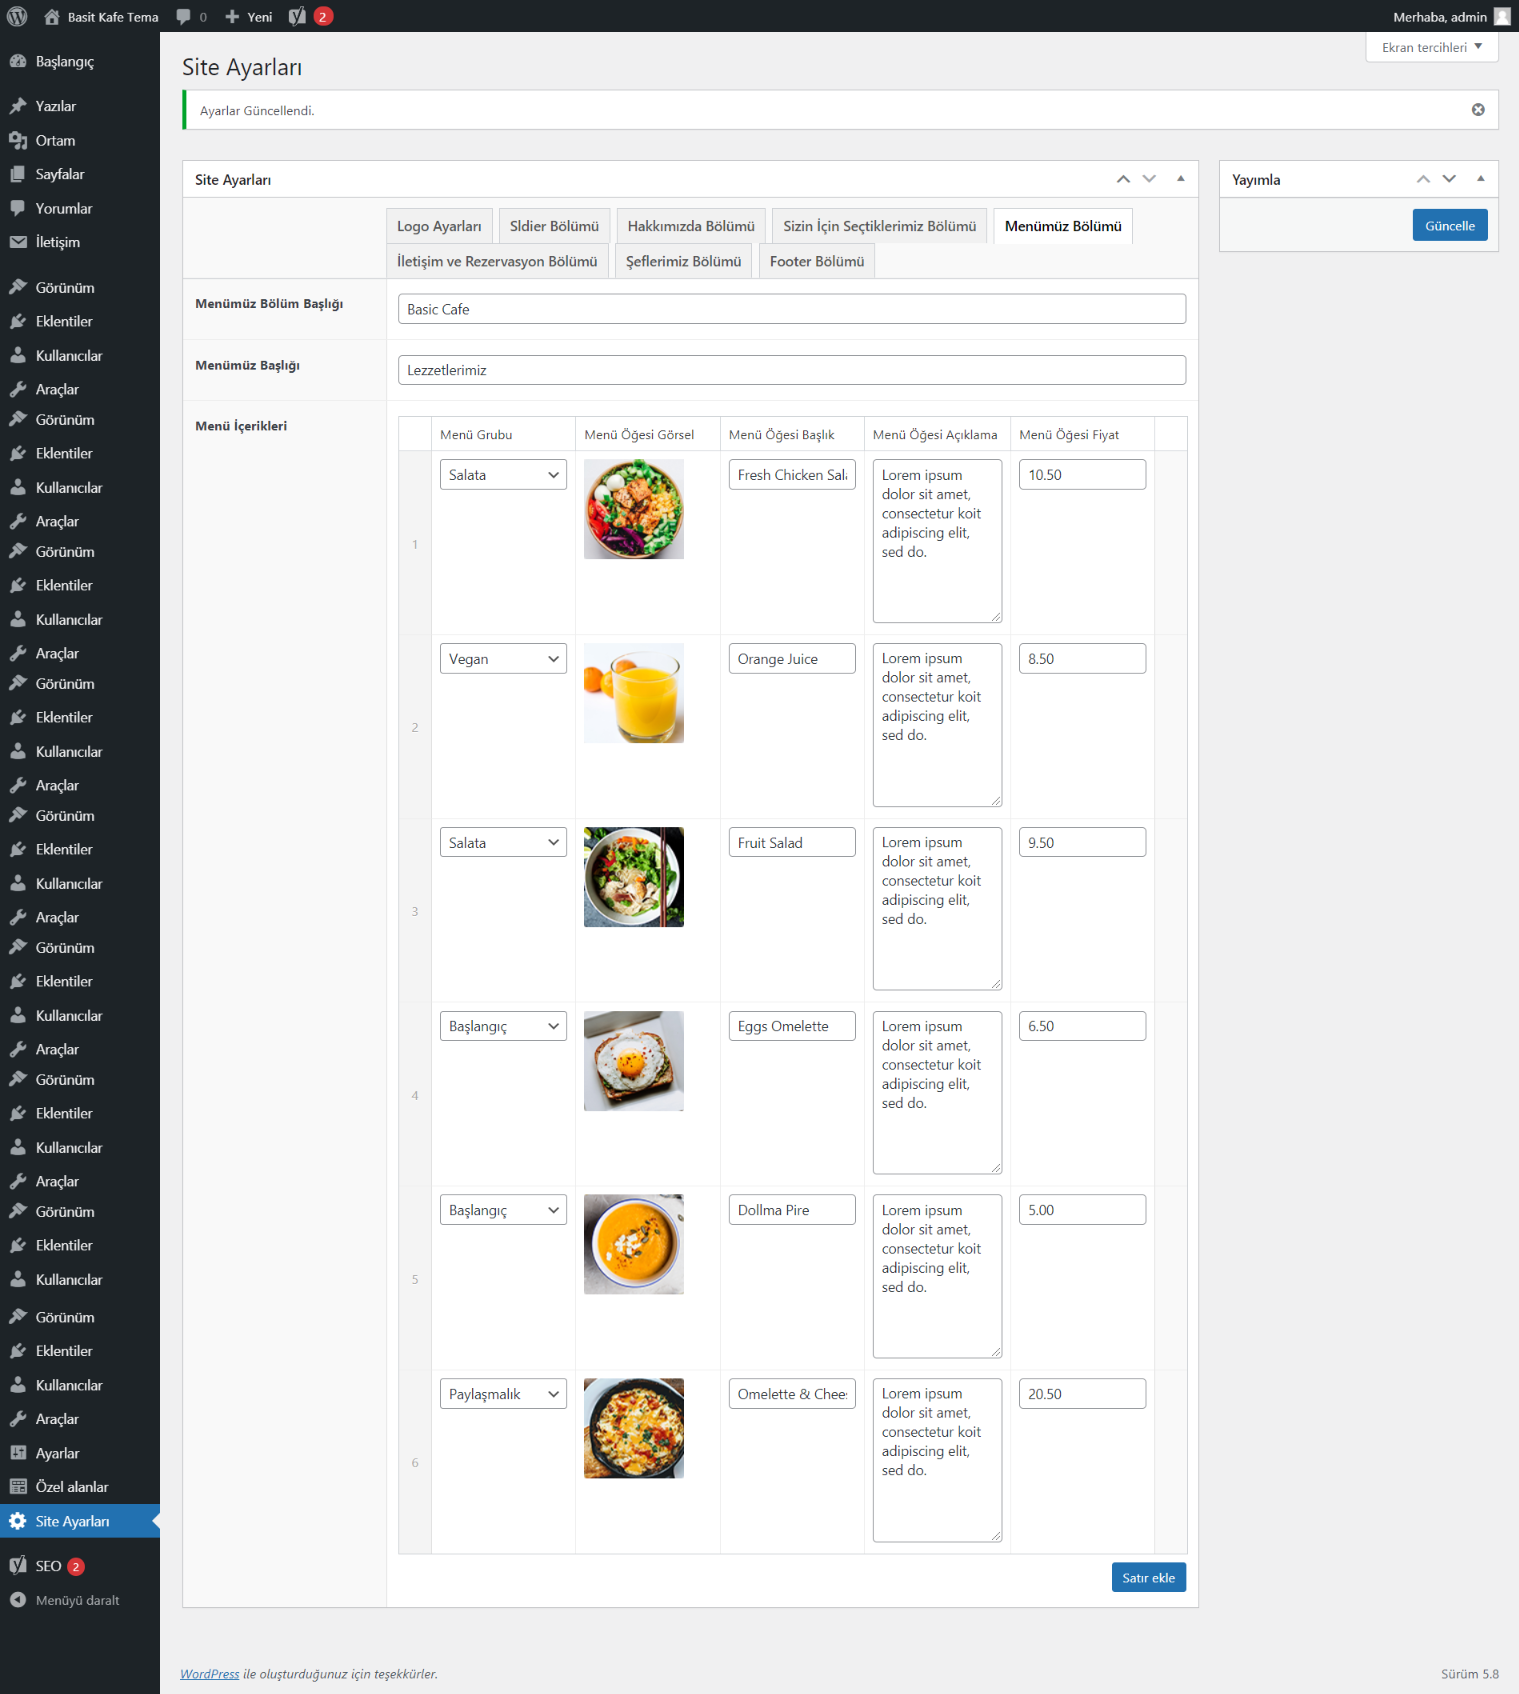 Basit Kafe Tema 0 Yeni 2 Merhaba, admin
Ekran tercihleri
Başlangıç
Yazılar
Ortam
Sayfalar
Yorumlar
İletişim
Görünüm
Eklentiler
Kullanıcılar
Araçlar
Görünüm
Eklentiler
Kullanıcılar
Araçlar
Görünüm
Eklentiler
Kullanıcılar
Araçlar
Görünüm
Eklentiler
Kullanıcılar
Araçlar
Görünüm
Eklentiler
Kullanıcılar
Araçlar
Görünüm
Eklentiler
Kullanıcılar
Araçlar
Görünüm
Eklentiler
Kullanıcılar
Araçlar
Görünüm
Eklentiler
Kullanıcılar
Görünüm
Eklentiler
Kullanıcılar
Araçlar
Ayarlar
Özel alanlar
Site Ayarları
SEO 2
Menüyü daralt
Site Ayarları
Ayarlar Güncellendi.
Site Ayarları
Logo Ayarları Sldier Bölümü Hakkımızda Bölümü Sizin İçin Seçtiklerimiz Bölümü Menümüz Bölümü
İletişim ve Rezervasyon Bölümü Şeflerimiz Bölümü Footer Bölümü
Menümüz Bölüm Başlığı
Basic Cafe
Menümüz Başlığı
Lezzetlerimiz
Menü İçerikleri
Menü Grubu Menü Öğesi Görsel Menü Öğesi Başlık Menü Öğesi Açıklama Menü Öğesi Fiyat
1
Salata
Fresh Chicken Sal
Lorem ipsum
dolor sit amet,
consectetur koit
adipiscing elit,
sed do.
10.50
2
Vegan
Orange Juice
Lorem ipsum
dolor sit amet,
consectetur koit
adipiscing elit,
sed do.
8.50
3
Salata
Fruit Salad
Lorem ipsum
dolor sit amet,
consectetur koit
adipiscing elit,
sed do.
9.50
4
Başlangıç
Eggs Omelette
Lorem ipsum
dolor sit amet,
consectetur koit
adipiscing elit,
sed do.
6.50
5
Başlangıç
Dollma Pire
Lorem ipsum
dolor sit amet,
consectetur koit
adipiscing elit,
sed do.
5.00
6
Paylaşmalık
Omelette & Chee
Lorem ipsum
dolor sit amet,
consectetur koit
adipiscing elit,
sed do.
20.50
Satır ekle
Yayımla
Güncelle
WordPress ile oluşturduğunuz için teşekkürler.
Sürüm 5.8